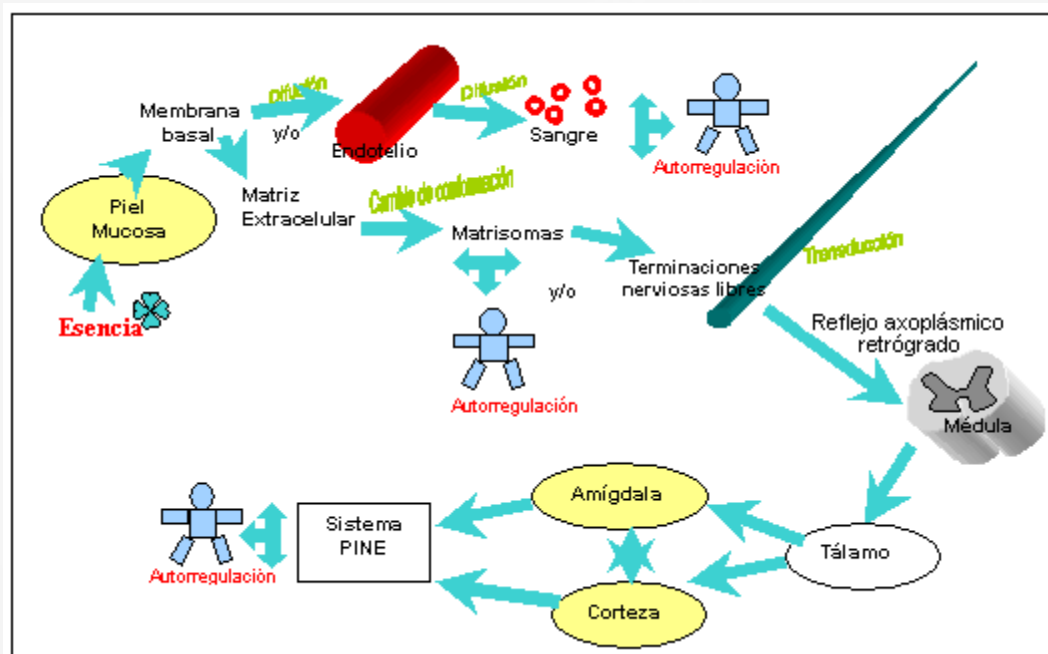 Difusión
Difusión
Membrana
basal
y/o
Endotelio
Sangre
Autorregulación
Piel
Mucosa
Matriz
Extracelular
Cambio de conformación
Matrisomas
y/o
Terminaciones
nerviosas libres
Transducción
Esencia
Autorregulación
Reflejo axoplásmico
retrógrado
Médula
Amígdala
Sistema
PINE
Tálamo
Autorregulación
Corteza